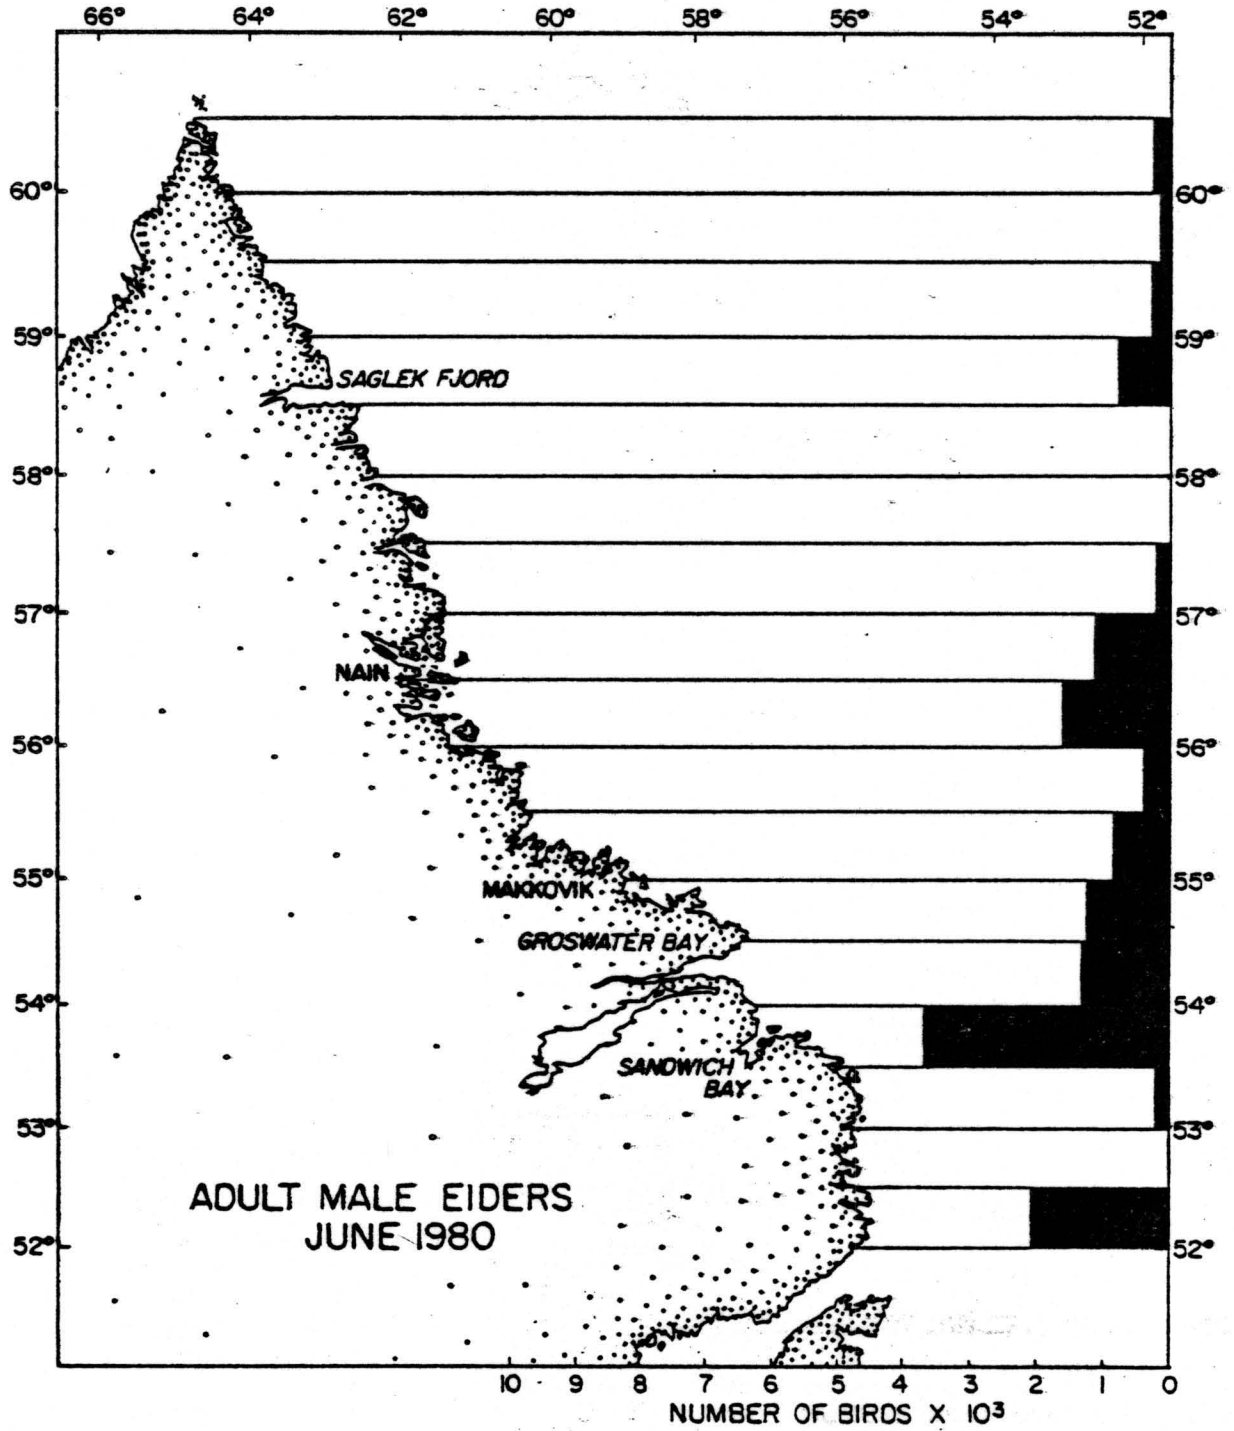 66° 64° 62° 60° 58° 56° 54° 52°
60° 60°
59° 59°
SAGLEK FJORD
58° 58°
57° 57°
NAIN
56° 56°
55° 55°
MAKKOVIK
GROSWATER BAY
54° 54°
SANDWICH
BAY
53° 53°
ADULT MALE EIDERS
JUNE 1980
52° 52°
10 9 8 7 6 5 4 3 2 1 0
NUMBER OF BIRDS X 10³